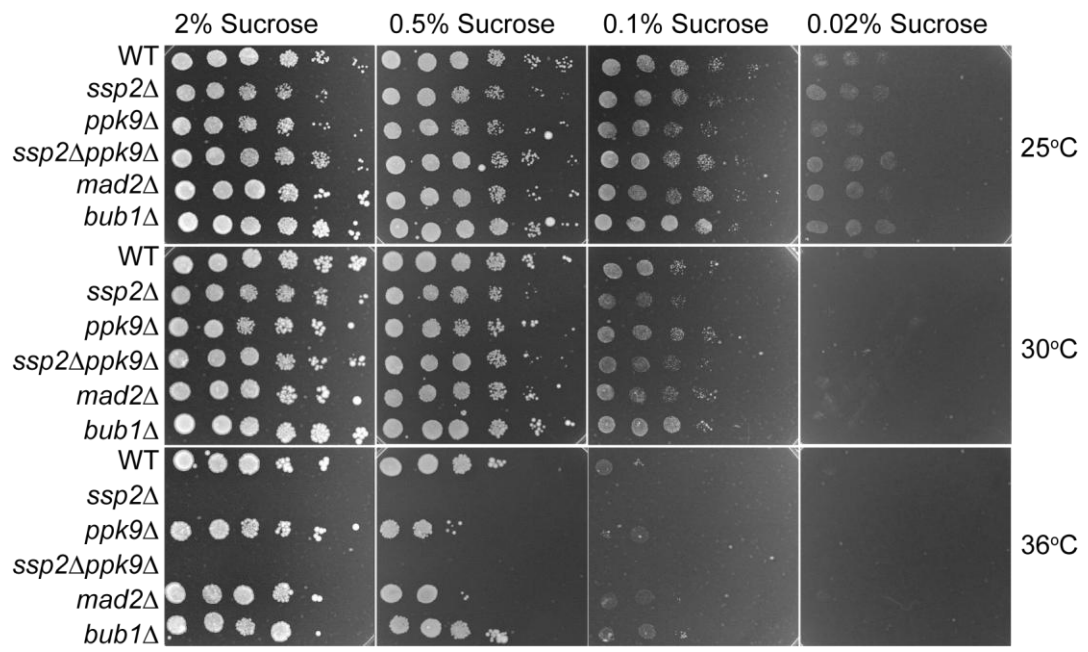 2% Sucrose 0.5% Sucrose 0.1% Sucrose 0.02% Sucrose
WT
ssp2Δ
ppk9Δ
ssp2Δppk9Δ
mad2Δ
bub1Δ
25°C
WT
ssp2Δ
ppk9Δ
ssp2Δppk9Δ
mad2Δ
bub1Δ
30°C
WT
ssp2Δ
ppk9Δ
ssp2Δppk9Δ
mad2Δ
bub1Δ
36°C